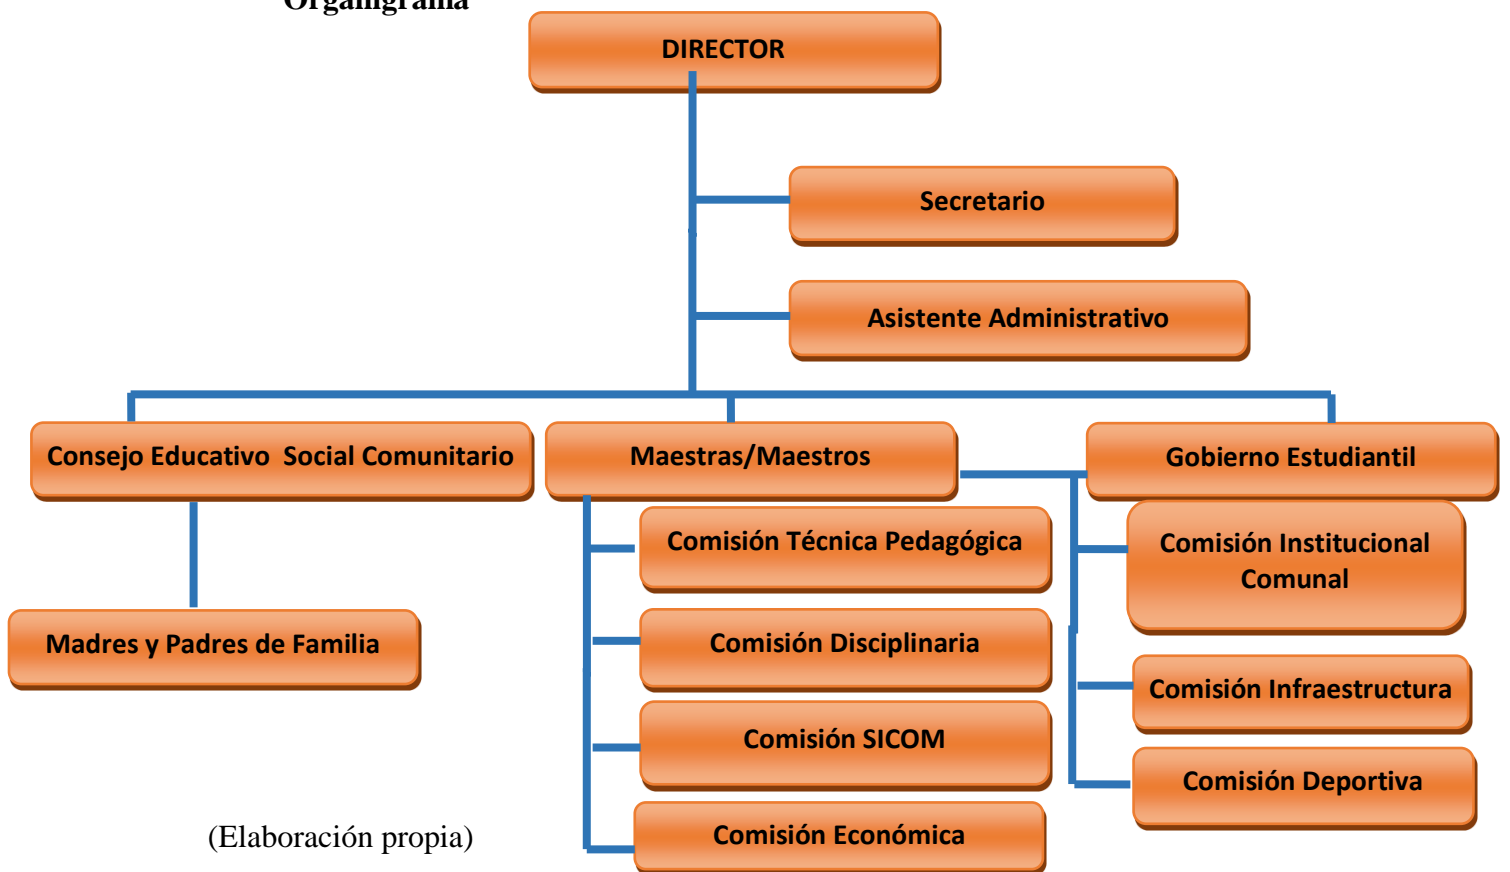 Organigrama
DIRECTOR
Secretario
Asistente Administrativo
Consejo Educativo  Social Comunitario
Maestras/Maestros
Gobierno Estudiantil
Comisión Técnica Pedagógica
Comisión Institucional
Comunal
Madres y Padres de Familia
Comisión Disciplinaria
Comisión Infraestructura
Comisión SICOM
Comisión Deportiva
Comisión Económica
(Elaboración propia)